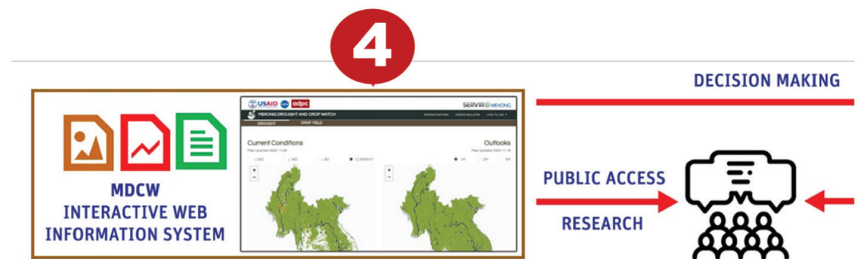 4
DECISION MAKING
USAID adpc SERVIR MEKONG
MEKONG DROUGHT AND CROP WATCH
DROUGHT CROP YIELD
Current Conditions Outlooks
CURRENT
MDCW
INTERACTIVE WEB
INFORMATION SYSTEM
PUBLIC ACCESS
RESEARCH